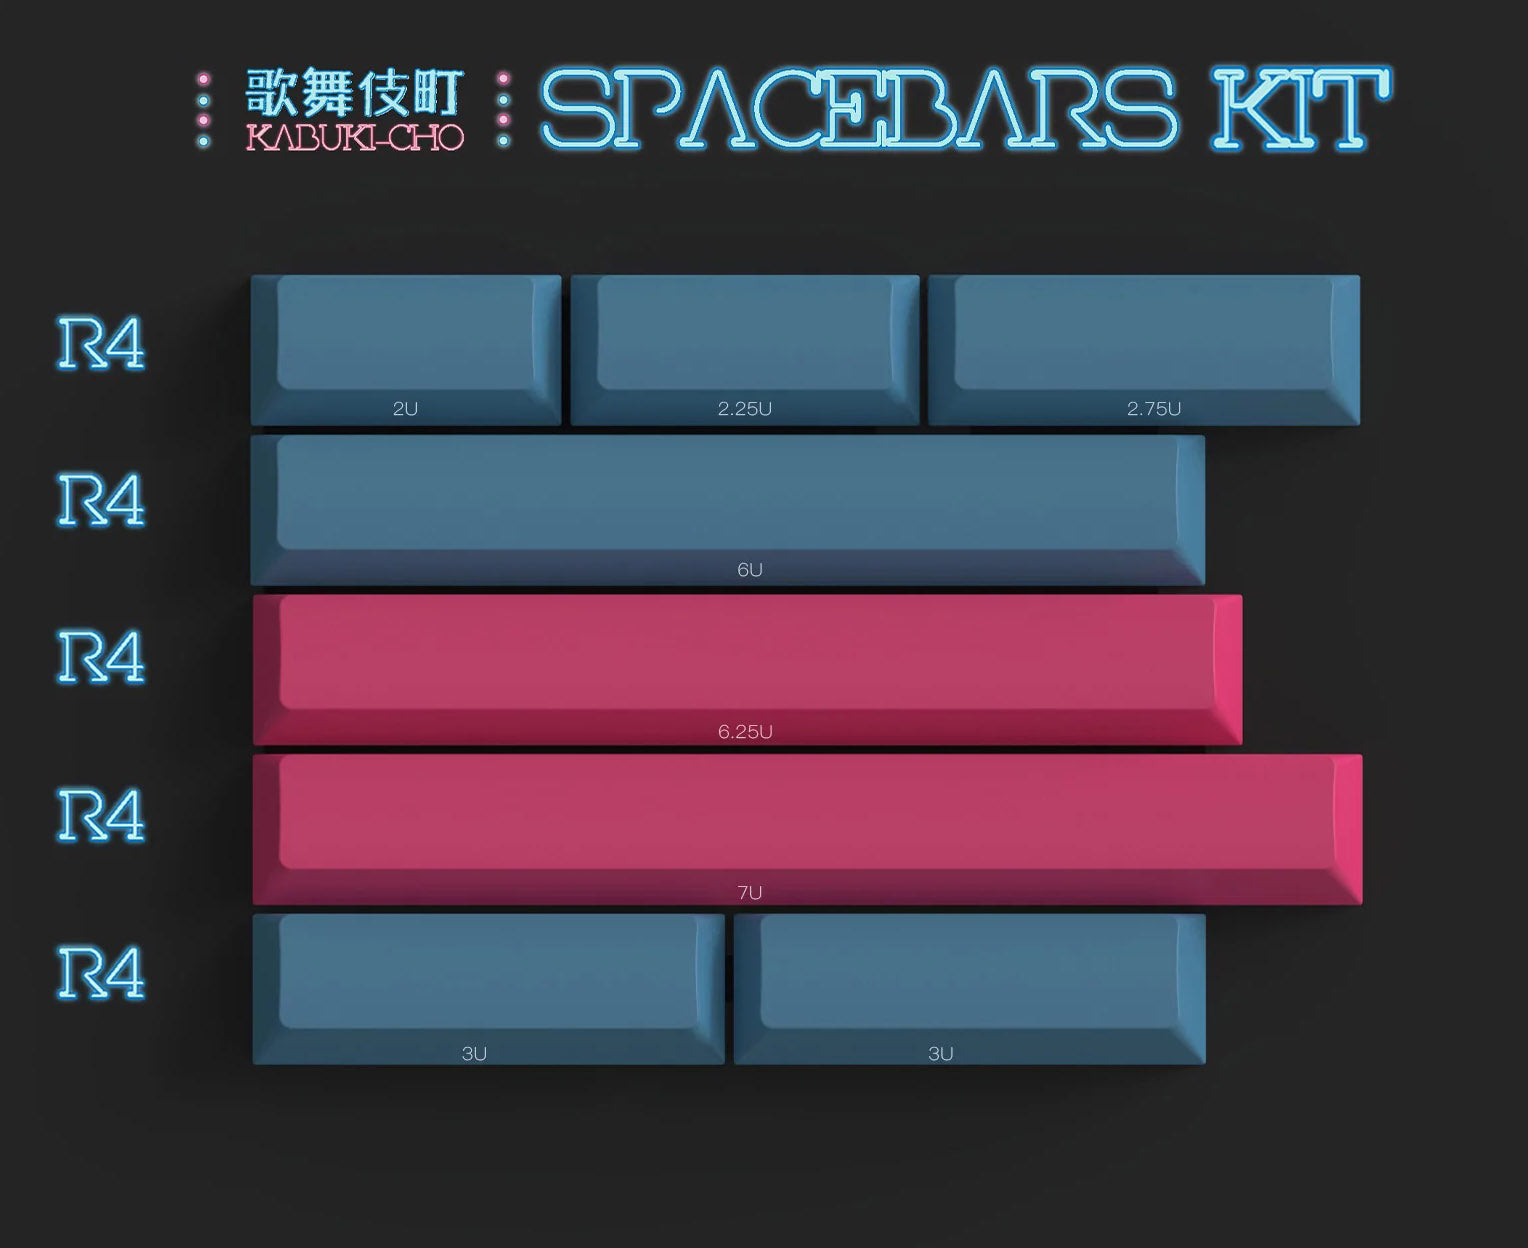 歌舞伎町
KABUKI-CHO
SPACEBARS KIT
R4
2U
2.25U
2.75U
R4
6U
R4
6.25U
R4
7U
R4
3U
3U